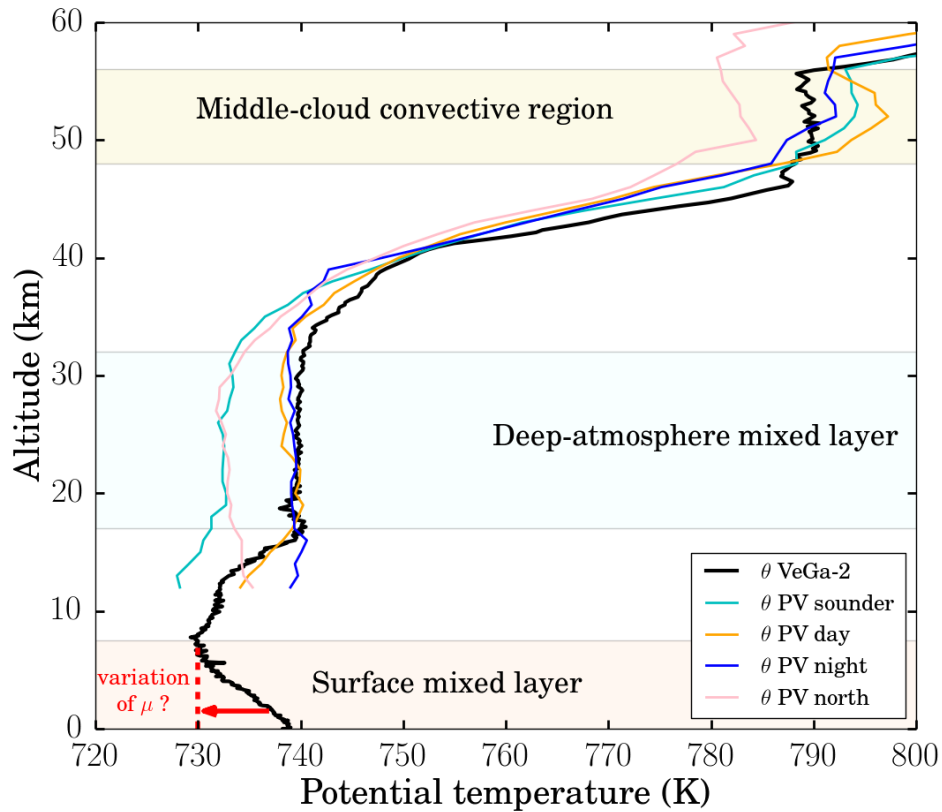 60
50
40
30
20
10
0
Altitude (km)
Middle-cloud convective region
Deep-atmosphere mixed layer
θ VeGa-2
θ PV sounder
θ PV day
θ PV night
θ PV north
variation
of μ ?
Surface mixed layer
720 730 740 750 760 770 780 790 800
Potential temperature (K)